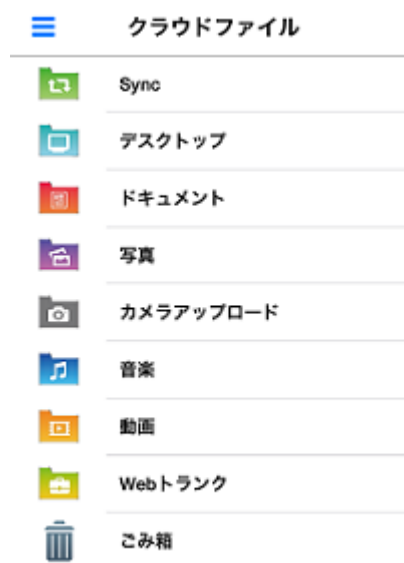 クラウドファイル
Sync
デスクトップ
ドキュメント
写真
カメラアップロード
音楽
動画
Webトランク
ごみ箱